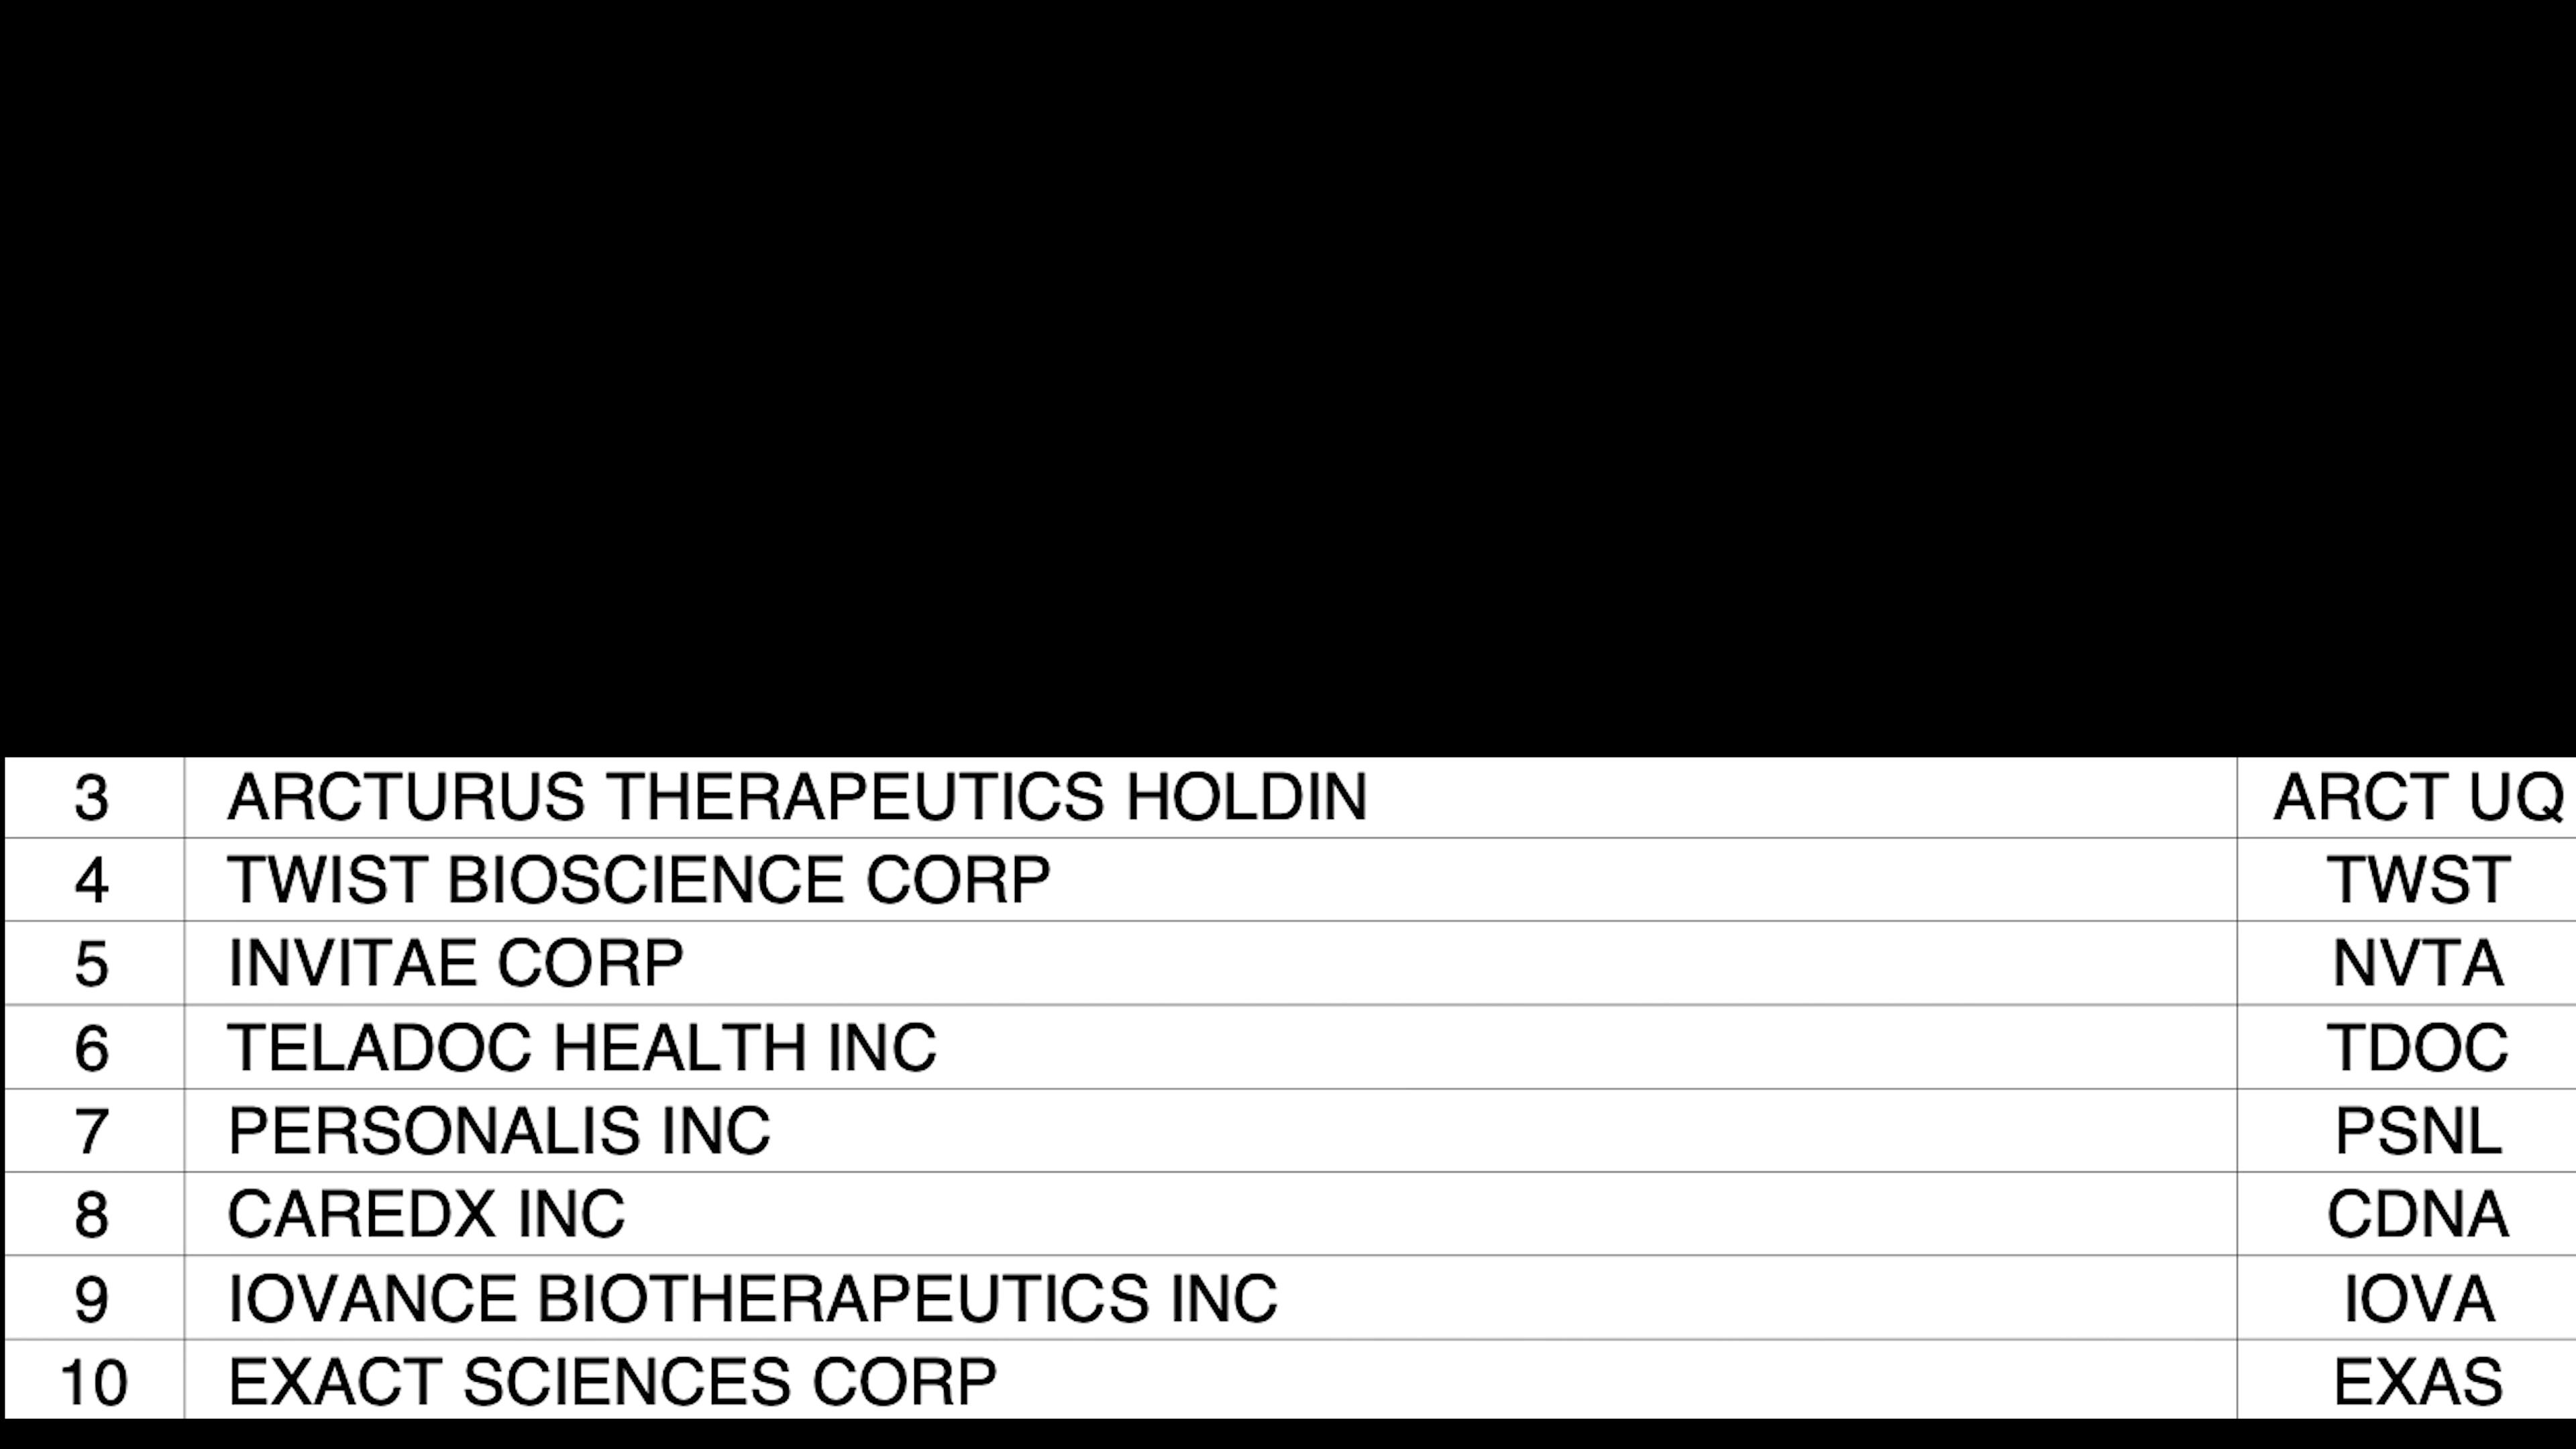 3 ARCTURUS THERAPEUTICS HOLDIN ARCT UQ
4 TWIST BIOSCIENCE CORP TWST
5 INVITAE CORP NVTA
6 TELADOC HEALTH INC TDOC
7 PERSONALIS INC PSNL
8 CAREDX INC CDNA
9 IOVANCE BIOTHERAPEUTICS INC IOVA
10 EXACT SCIENCES CORP EXAS